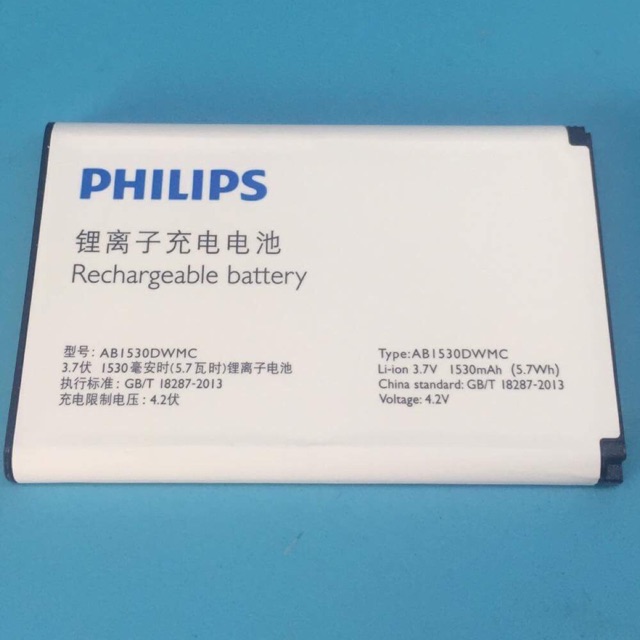 PHILIPS
锂离子充电电池
Rechargeable battery
型号: AB1530DWMC
3.7伏 1530毫安时(5.7瓦时)锂离子电池
执行标准: GB/T 18287-2013
充电限制电压: 4.2伏
Type:AB1530DWMC
Li-ion 3.7V 1530mAh (5.7Wh)
China standard: GB/T 18287-2013
Voltage: 4.2V